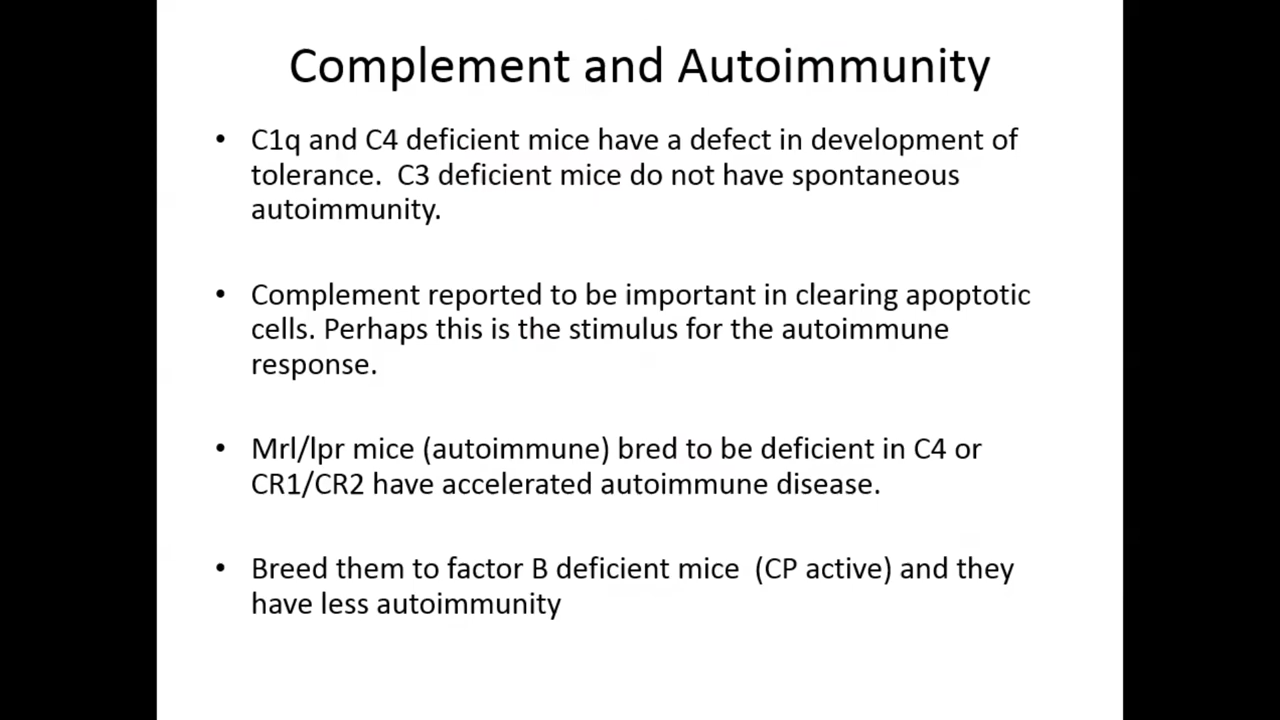 Complement and Autoimmunity
• C1q and C4 deficient mice have a defect in development of
tolerance.  C3 deficient mice do not have spontaneous
autoimmunity.
• Complement reported to be important in clearing apoptotic
cells. Perhaps this is the stimulus for the autoimmune
response.
• Mrl/lpr mice (autoimmune) bred to be deficient in C4 or
CR1/CR2 have accelerated autoimmune disease.
• Breed them to factor B deficient mice  (CP active) and they
have less autoimmunity